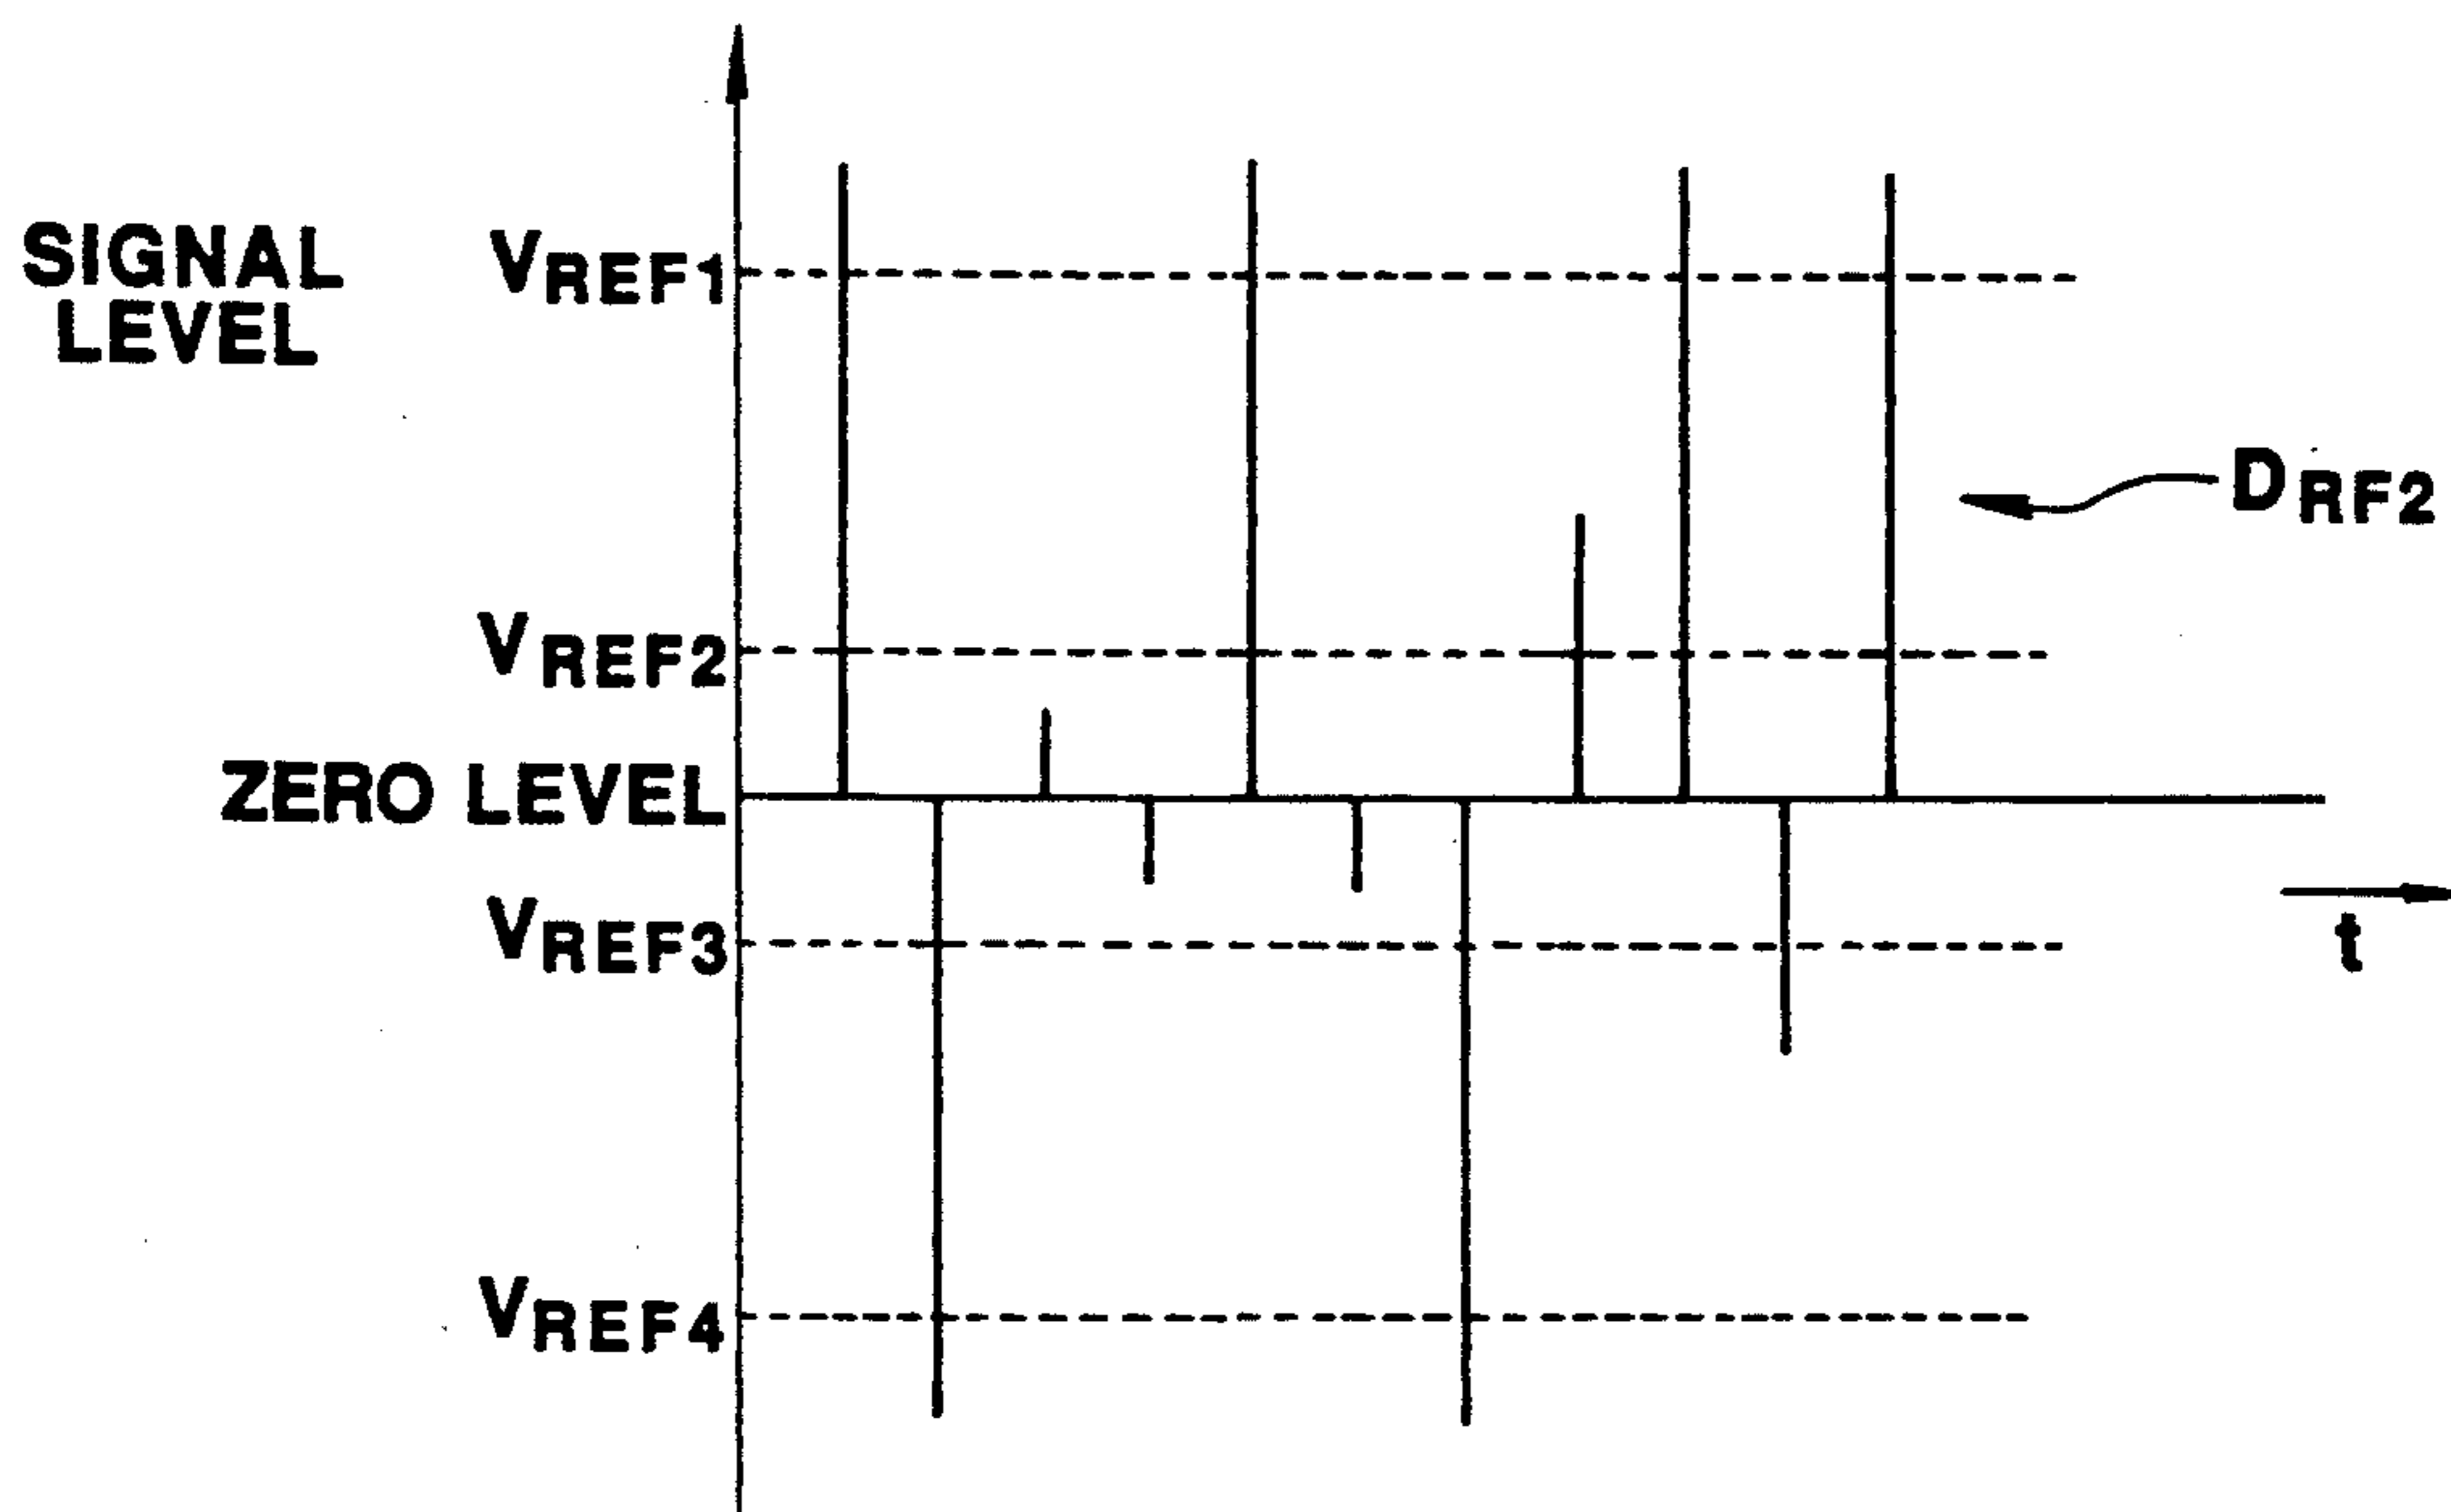 SIGNAL
LEVEL
VREF1
DRF2
VREF2
ZERO LEVEL
VREF3
t
VREF4